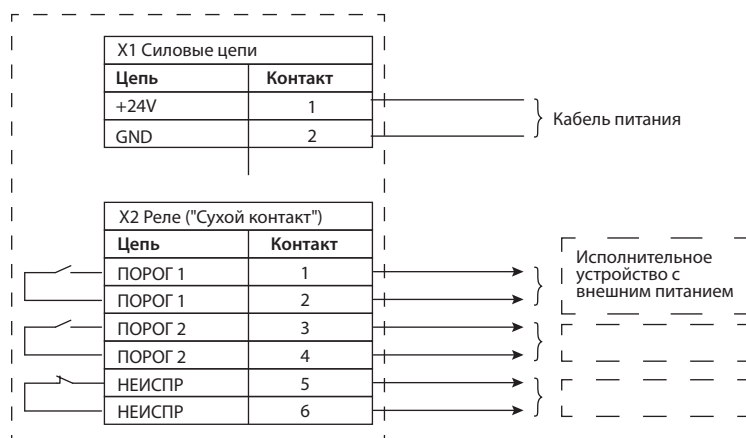 X1 Силовые цепи
Цепь Контакт
+24V 1
GND 2
Кабель питания
X2 Реле ("Сухой контакт")
Цепь Контакт
ПОРОГ 1 1
ПОРОГ 1 2
ПОРОГ 2 3
ПОРОГ 2 4
НЕИСПР 5
НЕИСПР 6
Исполнительное
устройство с
внешним питанием